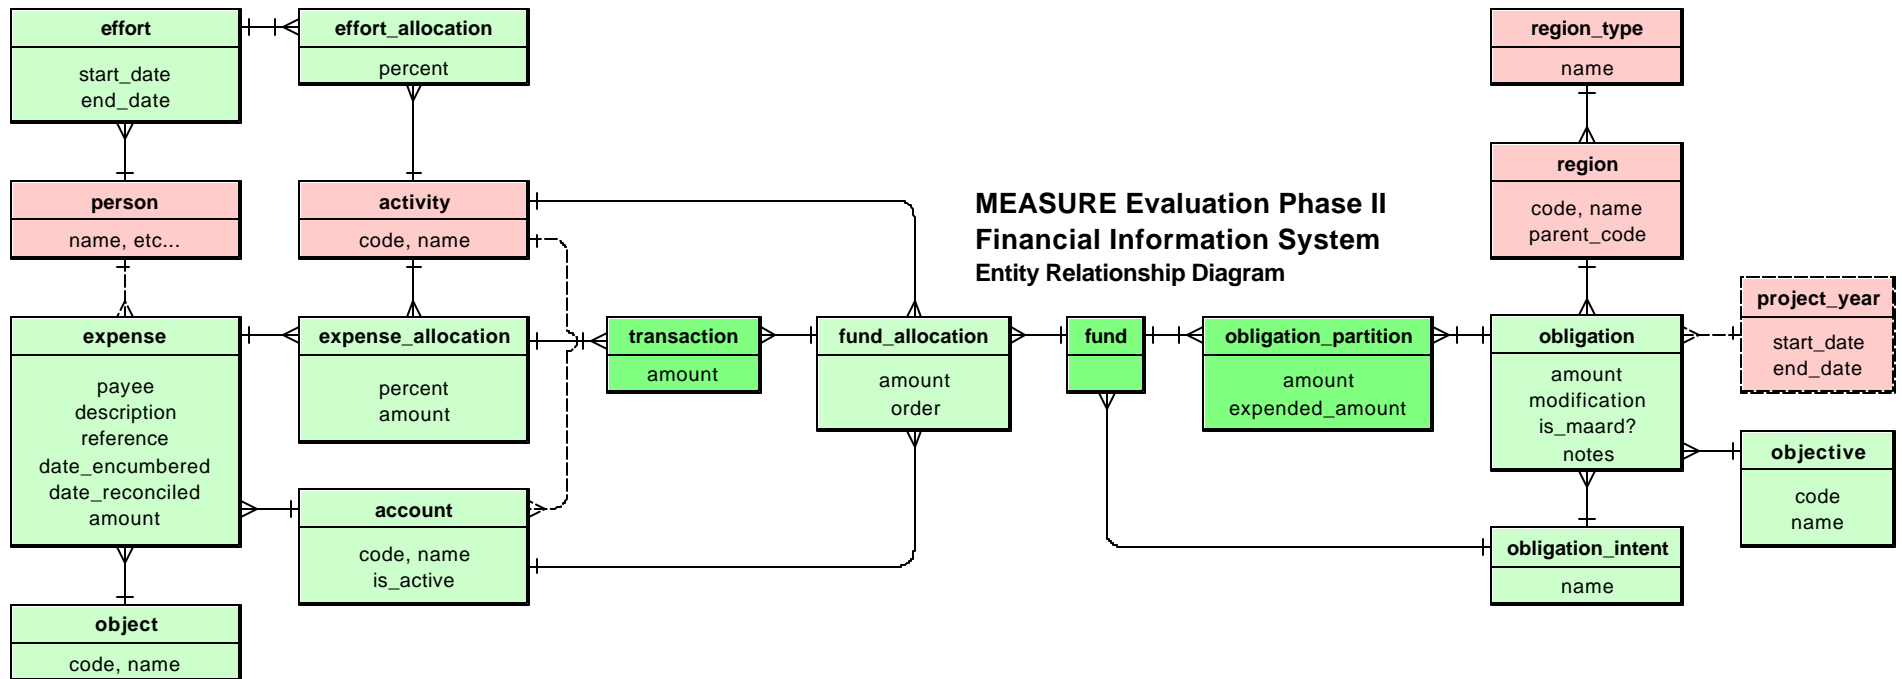 effort
start_date
end_date
effort_allocation
percent
region_type
name
person
name, etc...
activity
code, name
MEASURE Evaluation Phase II
Financial Information System
Entity Relationship Diagram
region
code, name
parent_code
project_year
start_date
end_date
expense
payee
description
reference
date_encumbered
date_reconciled
amount
expense_allocation
percent
amount
transaction
amount
fund_allocation
amount
order
fund
obligation_partition
amount
expended_amount
obligation
amount
modification
is_maard?
notes
objective
code
name
account
code, name
is_active
obligation_intent
name
object
code, name